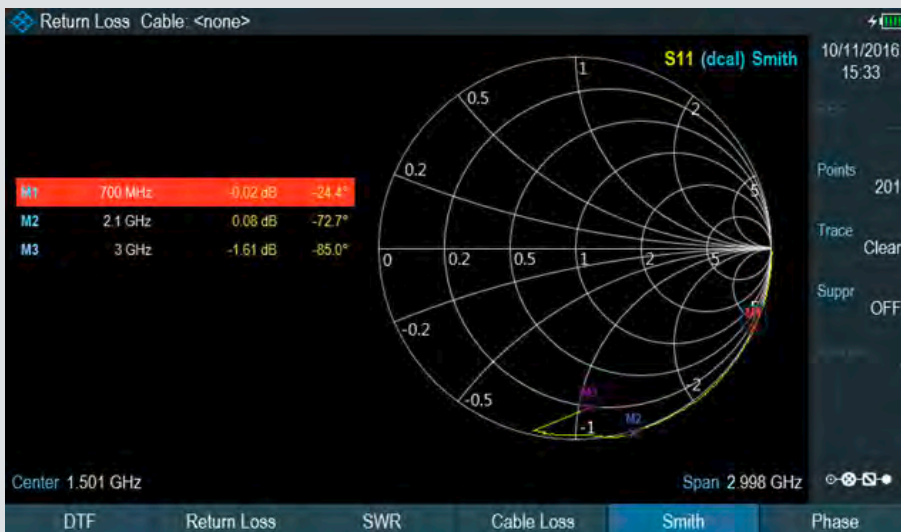 Return Loss Cable: <none>
10/11/2016
15:33
S11 (dcal) Smith
M1 700 MHz -0.02 dB -24.4°
M2 2.1 GHz 0.08 dB -72.7°
M3 3 GHz -1.61 dB -85.0°
1
0.5
2
0.2
5
0 0.2 0.5 1 2 5
-0.2
M1
-0.5
M3
-2
M2
-1
Points
201
Trace
Clear
Suppr
OFF
Center 1.501 GHz
Span 2.998 GHz
DTF Return Loss SWR Cable Loss Smith Phase